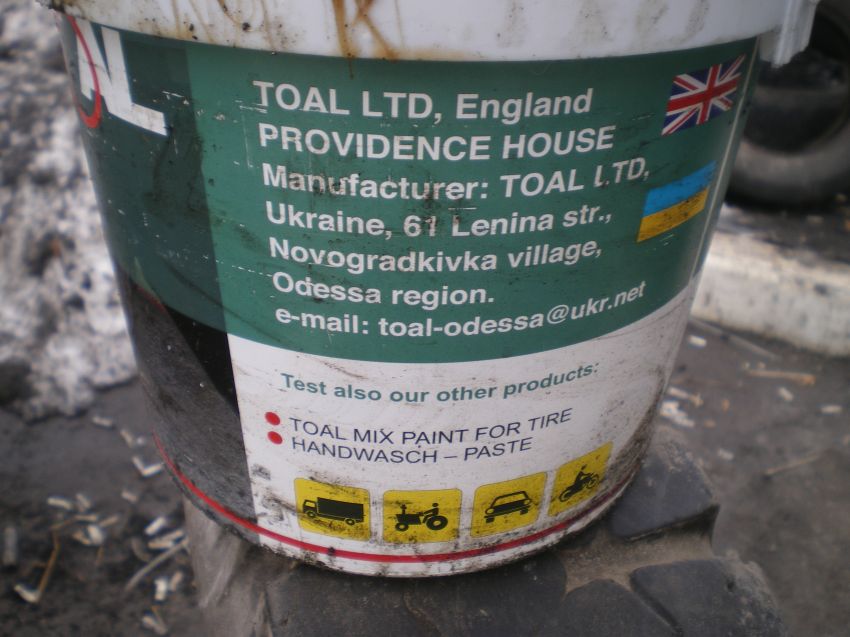 TOAL LTD, England
PROVIDENCE HOUSE
Manufacturer: TOAL LTD,
Ukraine, 61 Lenina str.,
Novogradkivka village,
Odessa region.
e-mail: toal-odessa@ukr.net
Test also our other products:
TOAL MIX PAINT FOR TIRE
HANDWASCH – PASTE